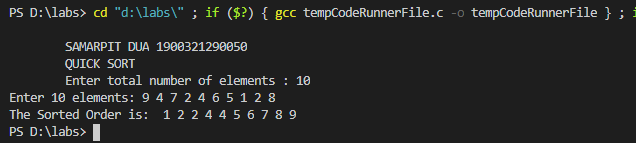 PS D:\labs> cd "d:\labs\" ; if ($?) { gcc tempCodeRunnerFile.c -o tempCodeRunnerFile } ; i
SAMARPIT DUA 1900321290050
QUICK SORT
Enter total number of elements : 10
Enter 10 elements: 9 4 7 2 4 6 5 1 2 8
The Sorted Order is:  1 2 2 4 4 5 6 7 8 9
PS D:\labs>